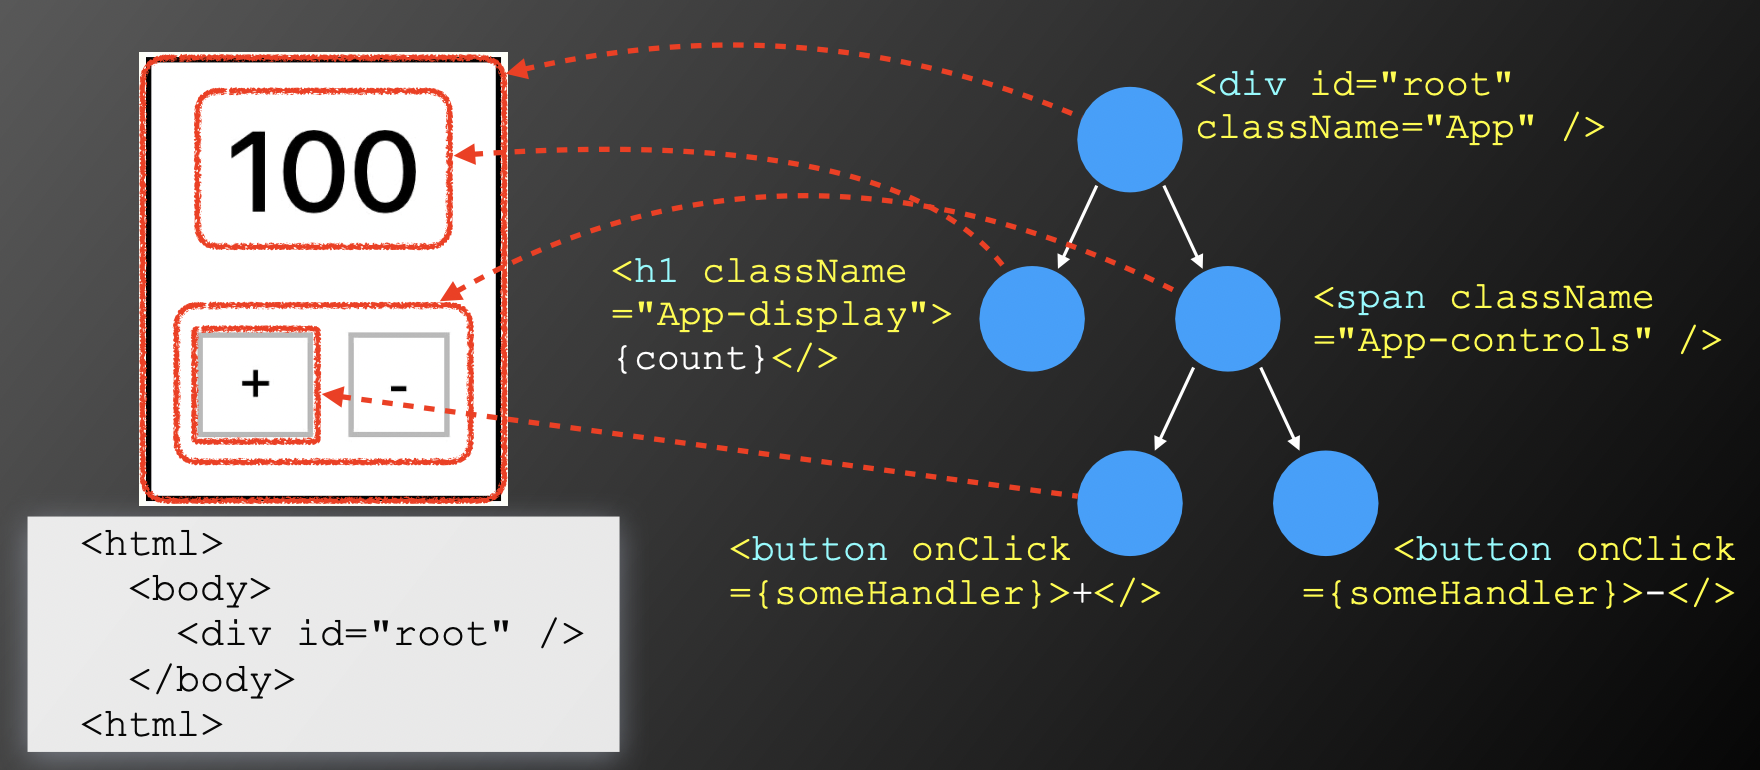 100
+
-
<html>
<body>
<div id="root" />
</body>
<html>
<div id="root"
className="App" />
<h1 className
="App-display">
{count}</>
<span className
="App-controls" />
<button onClick
={someHandler}>+</>
<button onClick
={someHandler}>-</>